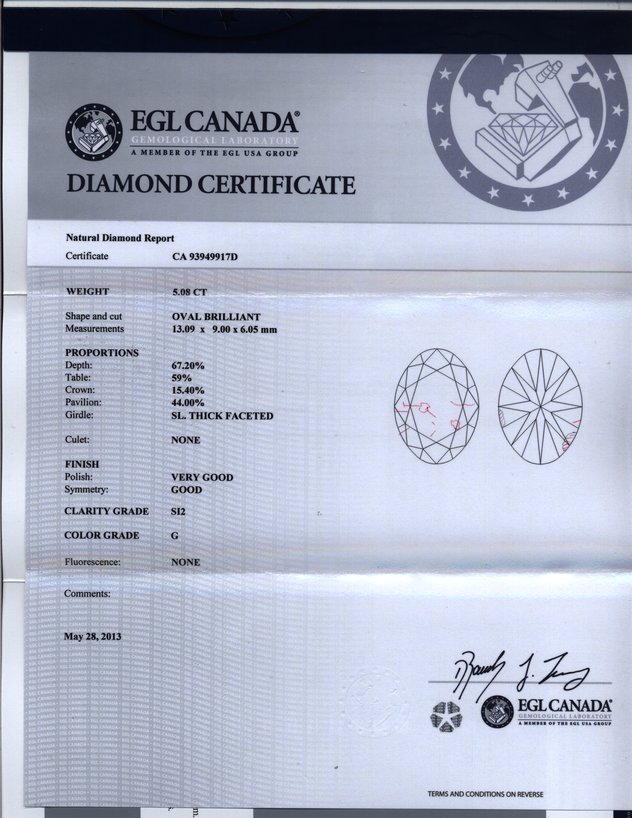 EGL CANADA®
GEMOLOGICAL LABORATORY
A MEMBER OF THE EGL USA GROUP
DIAMOND CERTIFICATE
Natural Diamond Report
Certificate CA 93949917D
WEIGHT 5.08 CT
Shape and cut OVAL BRILLIANT
Measurements 13.09 x 9.00 x 6.05 mm
PROPORTIONS
Depth: 67.20%
Table: 59%
Crown: 15.40%
Pavilion: 44.00%
Girdle: SL. THICK FACETED
Culet: NONE
FINISH
Polish: VERY GOOD
Symmetry: GOOD
CLARITY GRADE SI2
COLOR GRADE G
Fluorescence: NONE
Comments:
May 28, 2013
EGL CANADA®
GEMOLOGICAL LABORATORY
A MEMBER OF THE EGL USA GROUP
TERMS AND CONDITIONS ON REVERSE